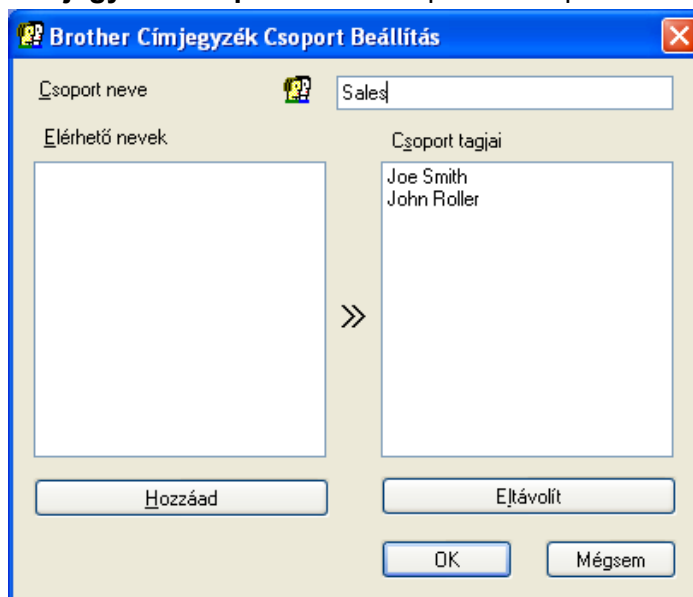 Brother Címjegyzék Csoport Beállítás
Csoport neve
Sales
Elérhető nevek
Csoport tagjai
Joe Smith
John Roller
Hozzáad
Eltávolít
OK
Mégsem